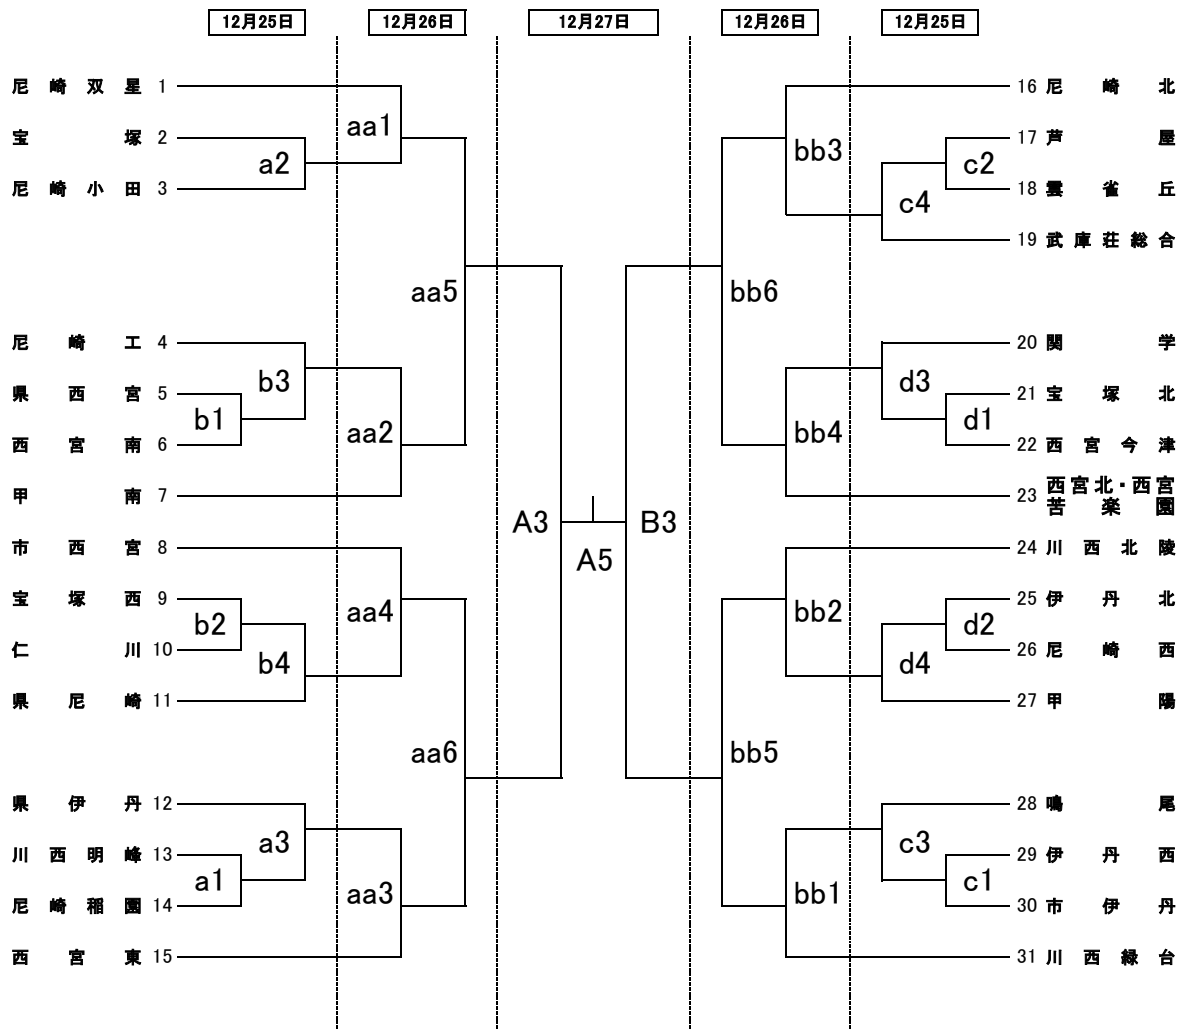 12月25日 12月26日 12月27日 12月26日 12月25日
尼崎双星 1
宝塚 2
尼崎小田 3
尼崎工 4
県西宮 5
西宮南 6
甲南 7
市西宮 8
宝塚西 9
仁川 10
県尼崎 11
県伊丹 12
川西明峰 13
尼崎稲園 14
西宮東 15
a2
b3
b1
b2
b4
a3
a1
aa1
aa5
aa2
aa4
aa6
aa3
A3
A5
B3
bb3
bb6
bb4
bb2
bb5
bb1
c2
c4
d3
d1
d2
d4
c3
c1
16 尼崎北
17 芦屋
18 雲雀丘
19 武庫荘総合
20 関学
21 宝塚北
22 西宮今津
23 西宮北・西宮
苦楽園
24 川西北陵
25 伊丹北
26 尼崎西
27 甲陽
28 鳴尾
29 伊丹西
30 市伊丹
31 川西緑台